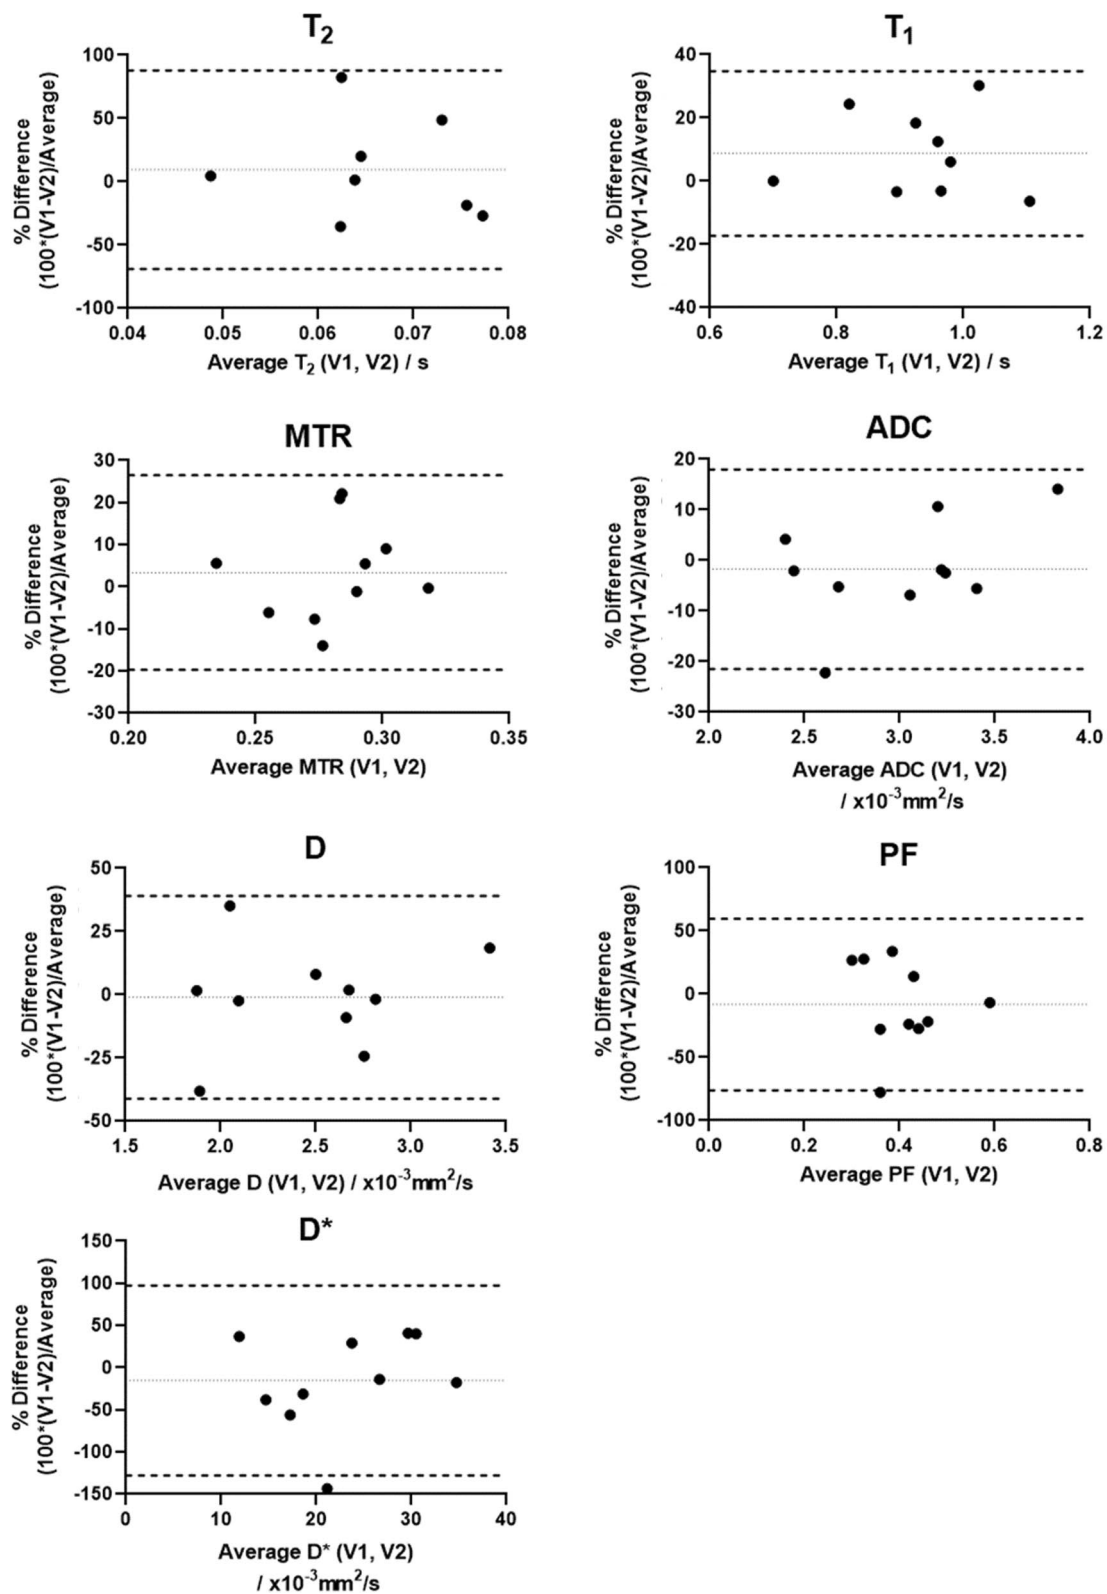 T₂
% Difference
(100*(V1-V2)/Average)
100
50
0
-50
-100
0.04 0.05 0.06 0.07 0.08
Average T₂ (V1, V2) / s
T₁
% Difference
(100*(V1-V2)/Average)
40
20
0
-20
-40
0.6 0.8 1.0 1.2
Average T₁ (V1, V2) / s
MTR
% Difference
(100*(V1-V2)/Average)
30
20
10
0
-10
-20
-30
0.20 0.25 0.30 0.35
Average MTR (V1, V2)
ADC
% Difference
(100*(V1-V2)/Average)
20
10
0
-10
-20
-30
2.0 2.5 3.0 3.5 4.0
Average ADC (V1, V2)
/ x10⁻³mm²/s
D
% Difference
(100*(V1-V2)/Average)
50
25
0
-25
-50
1.5 2.0 2.5 3.0 3.5
Average D (V1, V2) / x10⁻³mm²/s
PF
% Difference
(100*(V1-V2)/Average)
100
50
0
-50
-100
0.0 0.2 0.4 0.6 0.8
Average PF (V1, V2)
D*
% Difference
(100*(V1-V2)/Average)
150
100
50
0
-50
-100
-150
0 10 20 30 40
Average D* (V1, V2)
/ x10⁻³mm²/s